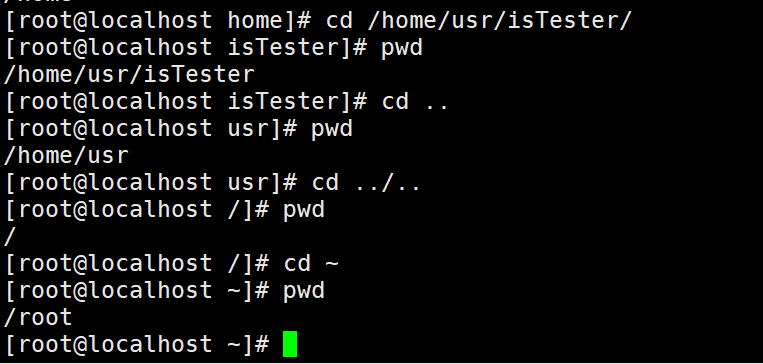 /home
[root@localhost home]# cd /home/usr/isTester/
[root@localhost isTester]# pwd
/home/usr/isTester
[root@localhost isTester]# cd ..
[root@localhost usr]# pwd
/home/usr
[root@localhost usr]# cd ../..
[root@localhost /]# pwd
/
[root@localhost /]# cd ~
[root@localhost ~]# pwd
/root
[root@localhost ~]#